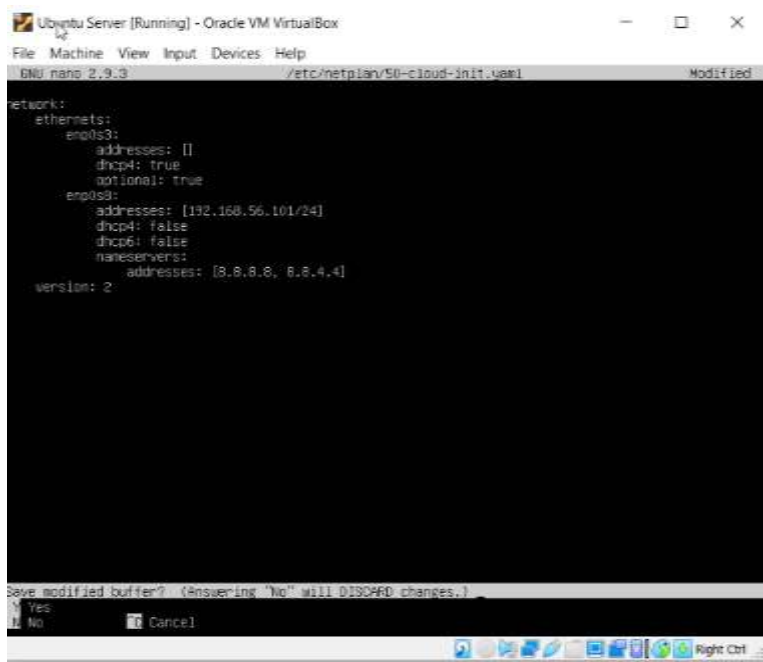 Ubuntu Server [Running] - Oracle VM VirtualBox
File Machine View Input Devices Help
GNU nano 2.9.3 /etc/netplan/50-cloud-init.yaml Modified
network:
ethernets:
enp0s3:
addresses: []
dhcp4: true
optional: true
enp0s8:
addresses: [192.168.56.101/24]
dhcp4: false
dhcp6: false
nameservers:
addresses: [8.8.8.8, 8.8.4.4]
version: 2
Save modified buffer? (Answering "No" will DISCARD changes.)
Y Yes
N No ^C Cancel
Right Ctrl